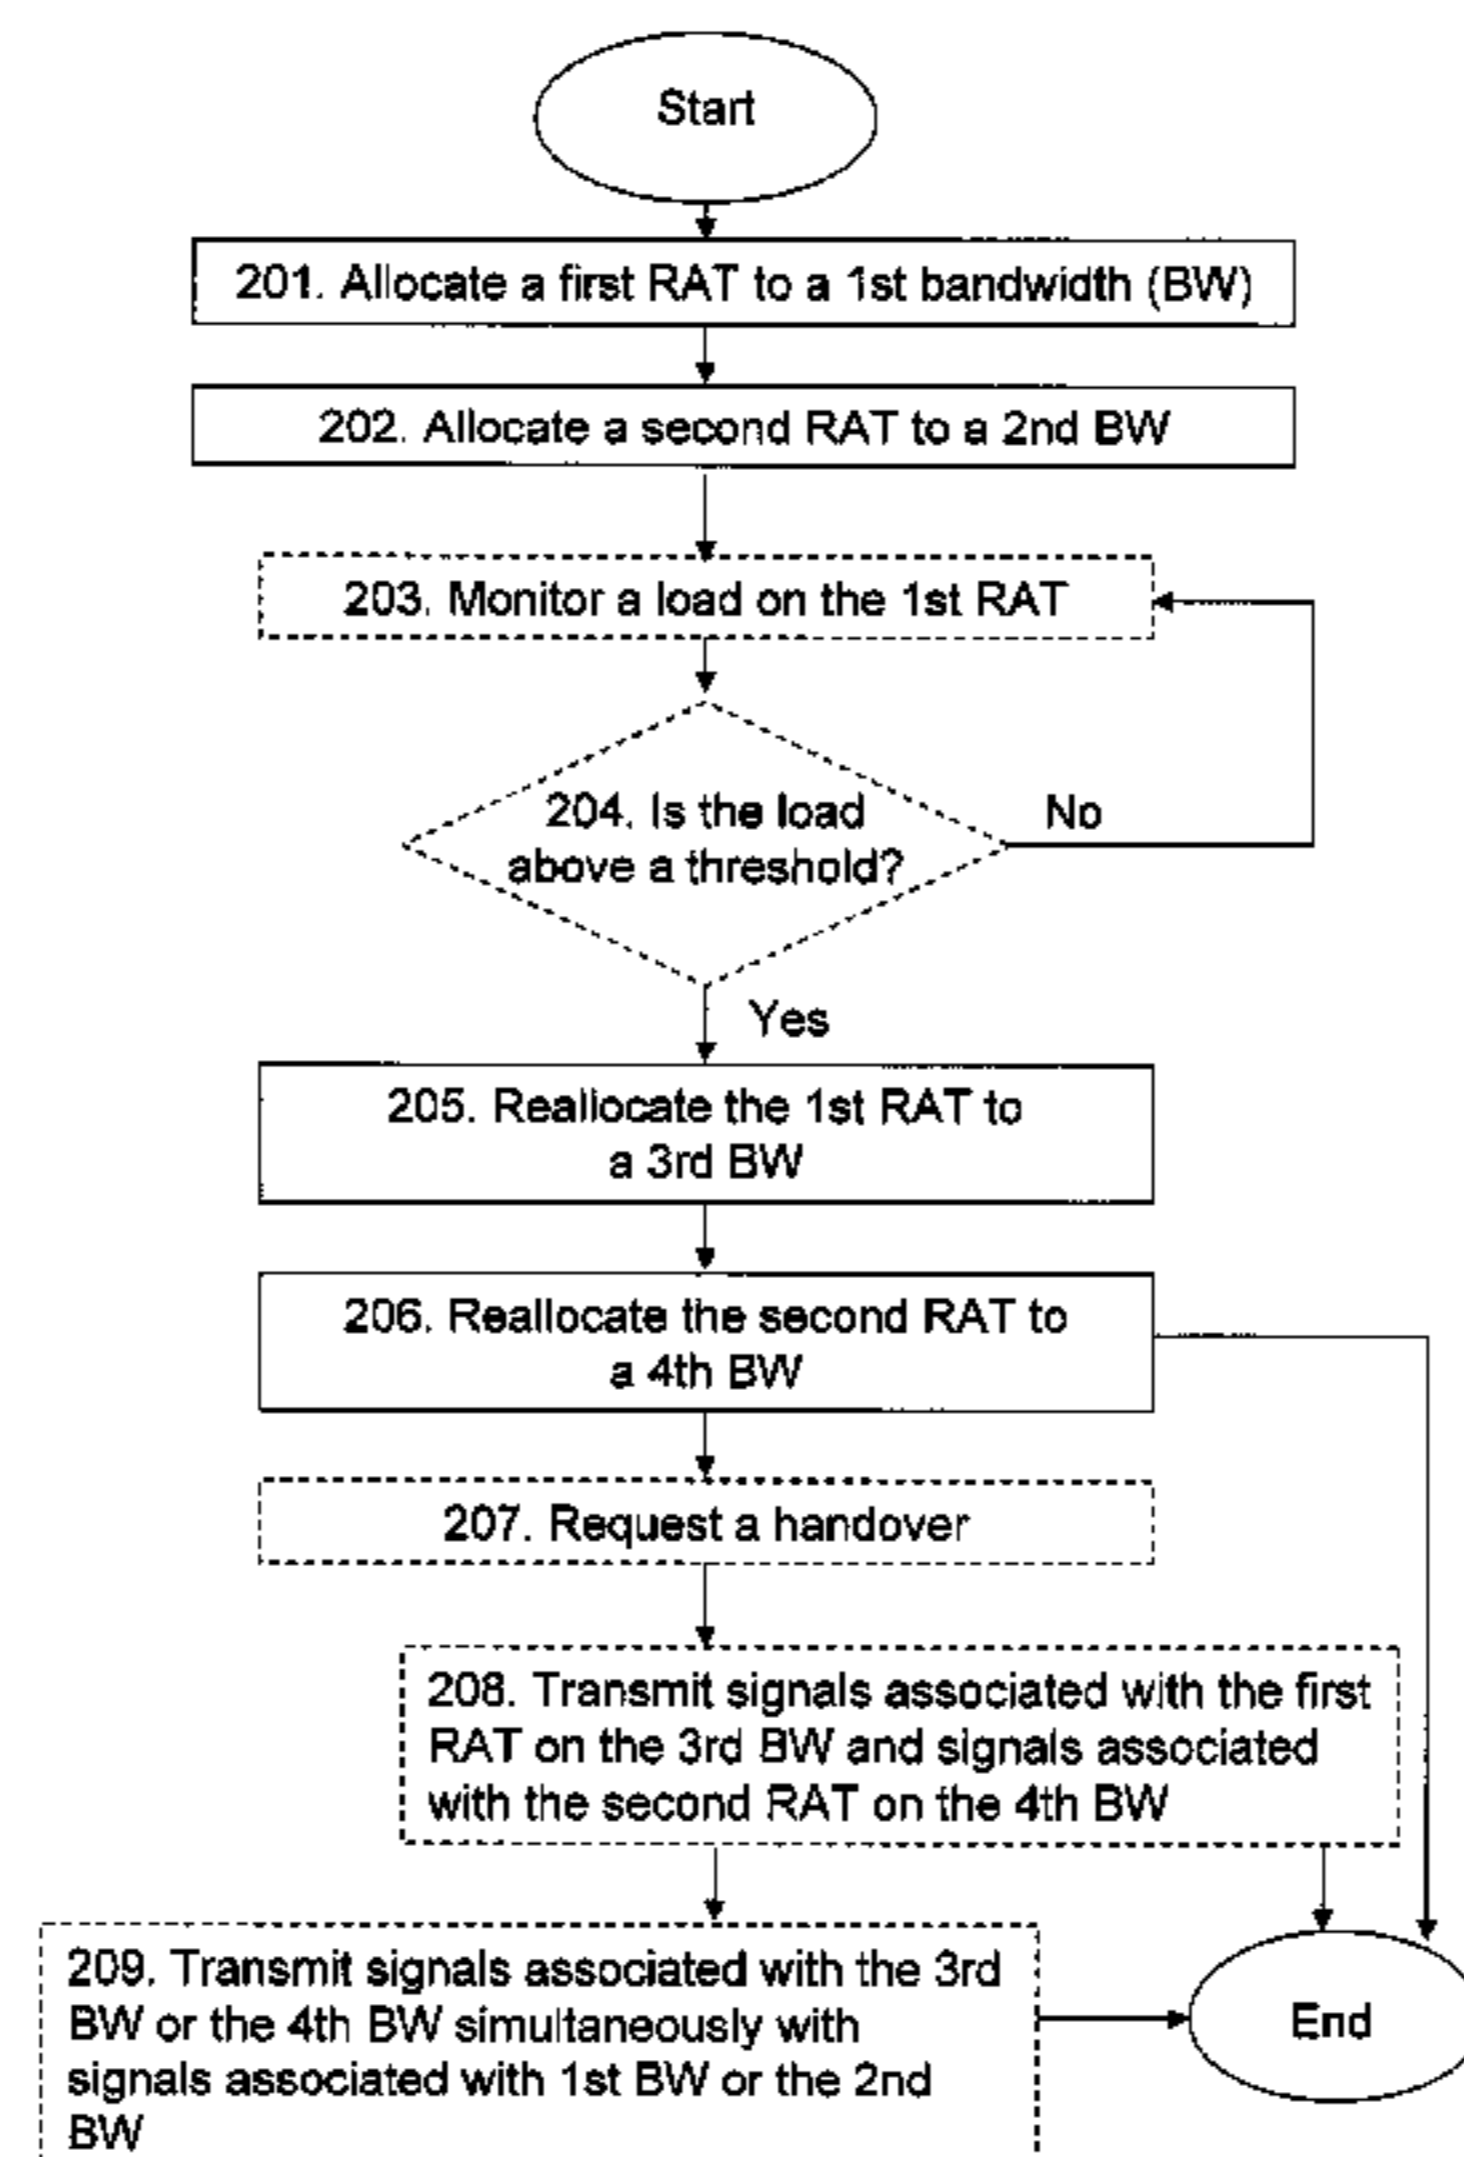 Start
201. Allocate a first RAT to a 1st bandwidth (BW)
202. Allocate a second RAT to a 2nd BW
203. Monitor a load on the 1st RAT
204. Is the load
above a threshold?
No
Yes
205. Reallocate the 1st RAT to
a 3rd BW
206. Reallocate the second RAT to
a 4th BW
207. Request a handover
208. Transmit signals associated with the first
RAT on the 3rd BW and signals associated
with the second RAT on the 4th BW
209. Transmit signals associated with the 3rd
BW or the 4th BW simultaneously with
signals associated with 1st BW or the 2nd
BW
End